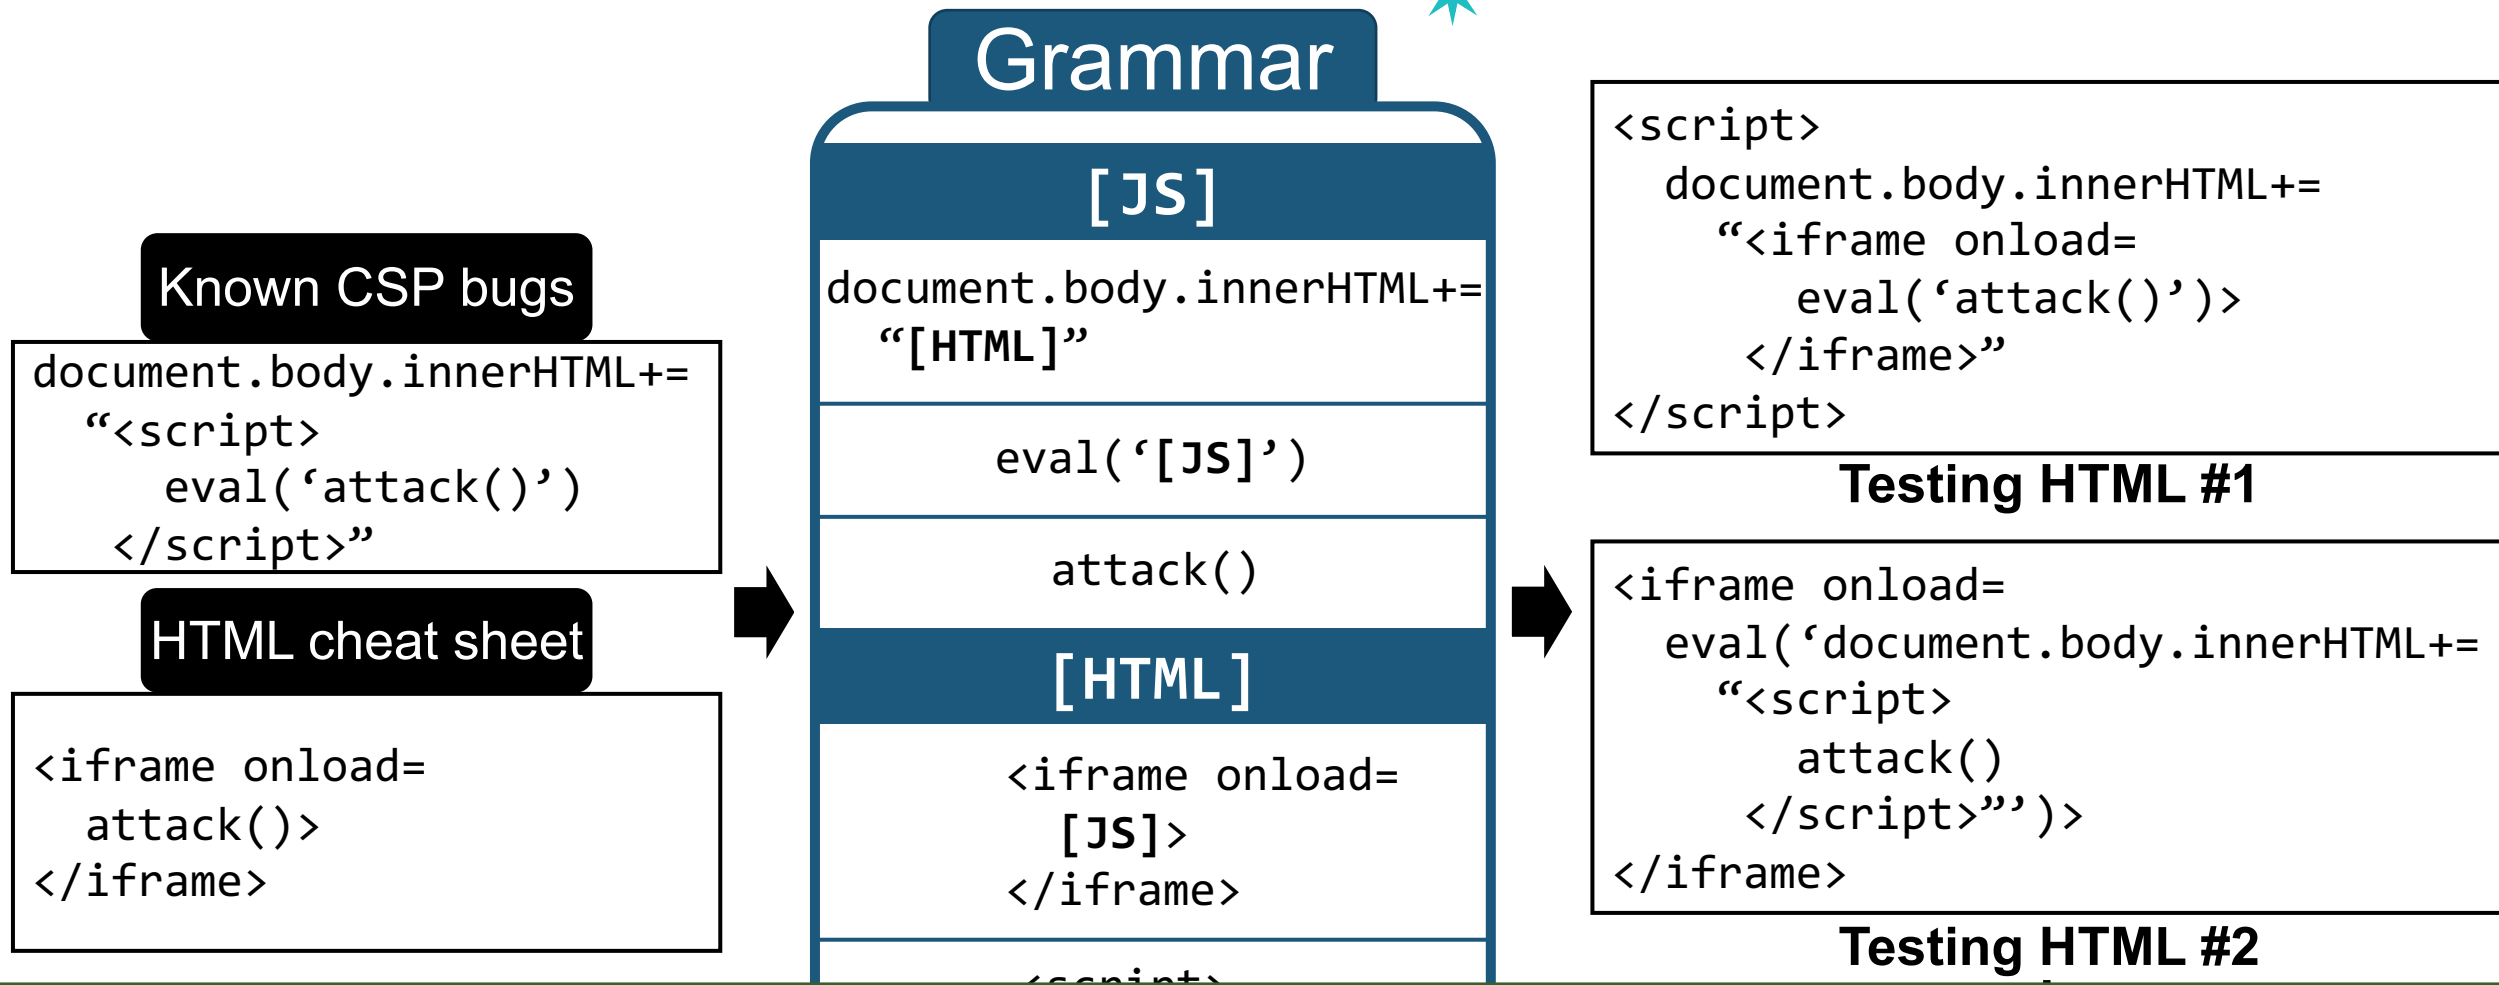 Known CSP bugs
document.body.innerHTML+=
“<script>
eval(‘attack()’)
</script>”
HTML cheat sheet
<iframe onload=
attack()>
</iframe>
Grammar
[JS]
document.body.innerHTML+=
“[HTML]”
eval(‘[JS]’)
attack()
[HTML]
<iframe onload=
[JS]>
</iframe>
<script>
<script>
document.body.innerHTML+=
“<iframe onload=
eval(‘attack()’)>
</iframe>”
</script>
Testing HTML #1
<iframe onload=
eval(‘document.body.innerHTML+=
“<script>
attack()
</script>”’)>
</iframe>
Testing HTML #2